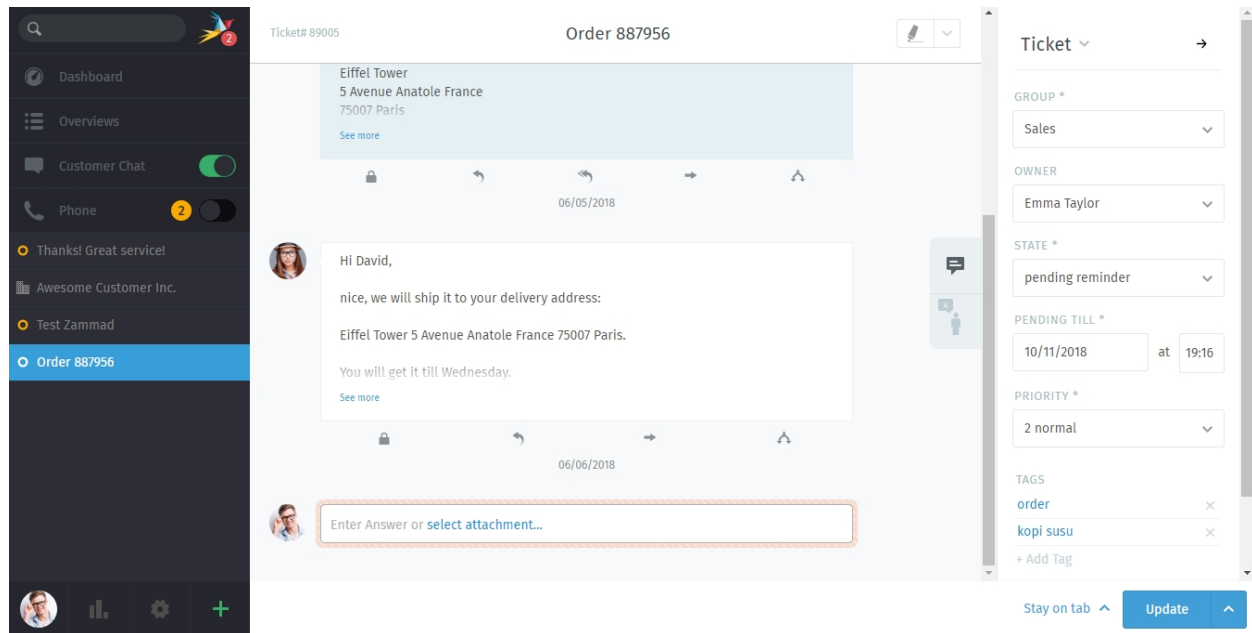 2
Dashboard
Overviews
Customer Chat
Phone 2
Thanks! Great service!
Awesome Customer Inc.
Test Zammad
Order 887956
Ticket# 89005
Order 887956
Eiffel Tower
5 Avenue Anatole France
75007 Paris
See more
06/05/2018
Hi David,
nice, we will ship it to your delivery address:
Eiffel Tower 5 Avenue Anatole France 75007 Paris.
You will get it till Wednesday.
See more
06/06/2018
Enter Answer or select attachment...
Ticket
GROUP *
Sales
OWNER
Emma Taylor
STATE *
pending reminder
PENDING TILL *
10/11/2018 at 19:16
PRIORITY *
2 normal
TAGS
order
kopi susu
+ Add Tag
Stay on tab
Update